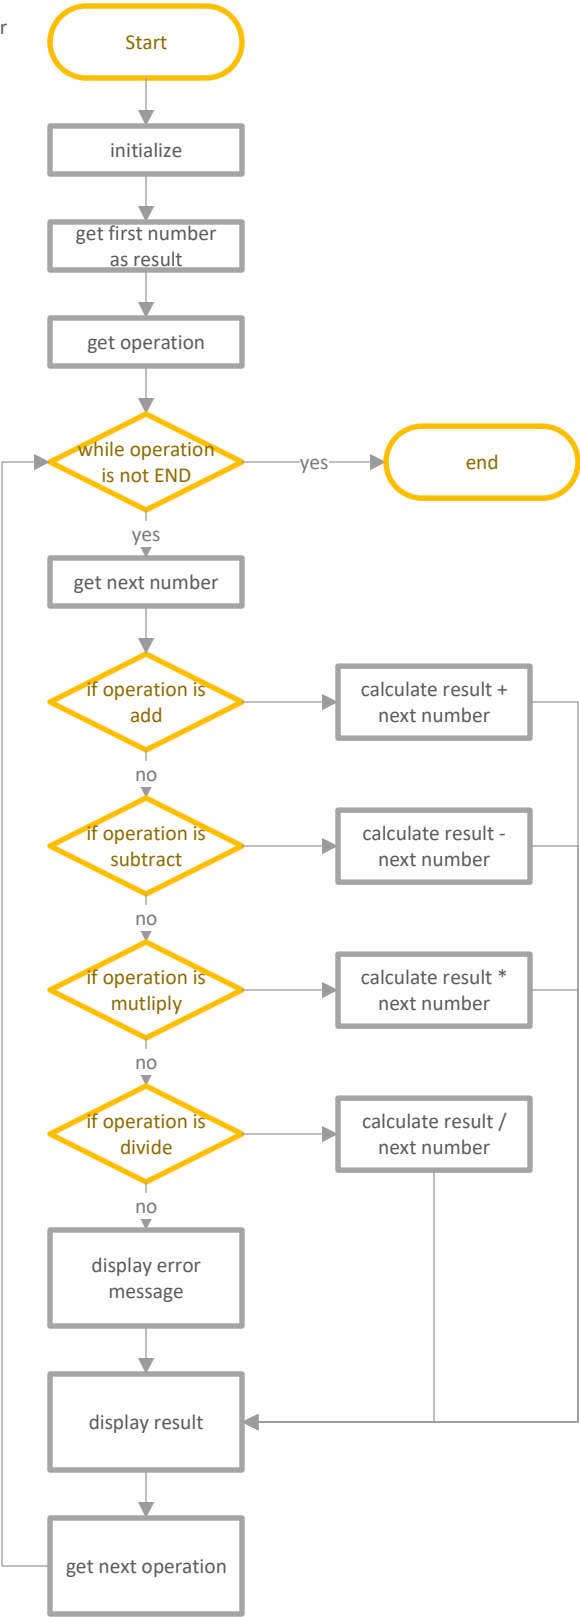 r
Start
initialize
get first number
as result
get operation
while operation
is not END
yes
end
yes
get next number
if operation is
add
calculate result +
next number
no
if operation is
subtract
calculate result -
next number
no
if operation is
mutliply
calculate result *
next number
no
if operation is
divide
calculate result /
next number
no
display error
message
display result
get next operation